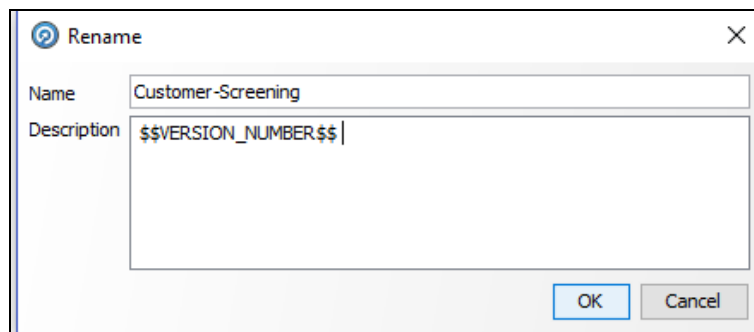 Rename
Name Customer-Screening
Description $$VERSION_NUMBER$$
OK Cancel